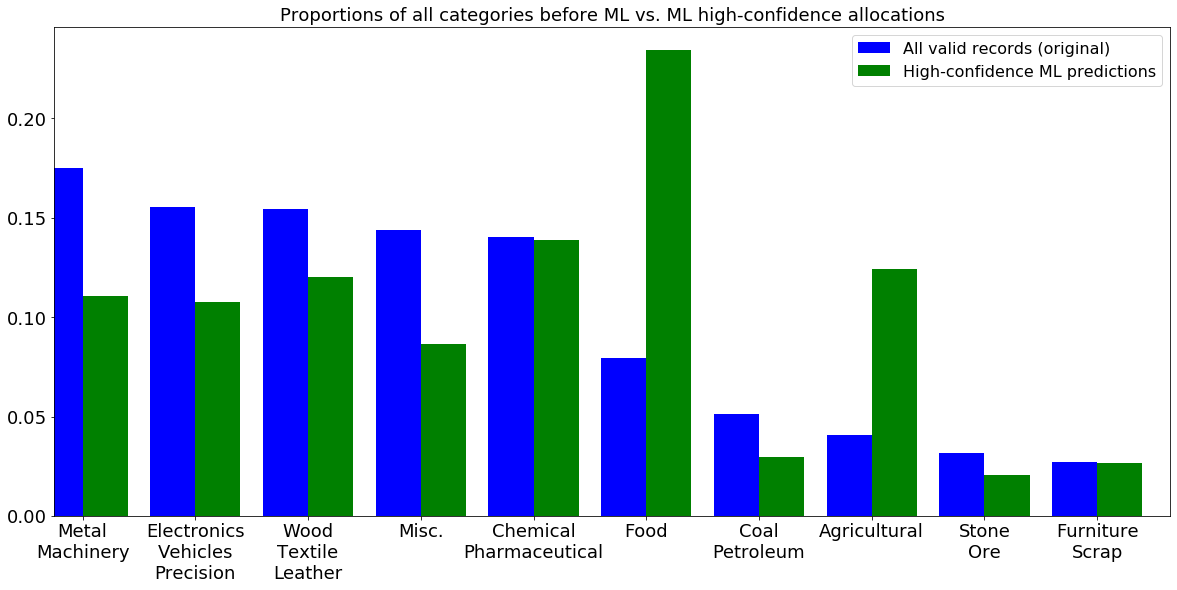 Proportions of all categories before ML vs. ML high-confidence allocations
All valid records (original)
High-confidence ML predictions
0.20
0.15
0.10
0.05
0.00
Metal
Machinery
Electronics
Vehicles
Precision
Wood
Textile
Leather
Misc.
Chemical
Pharmaceutical
Food
Coal
Petroleum
Agricultural
Stone
Ore
Furniture
Scrap